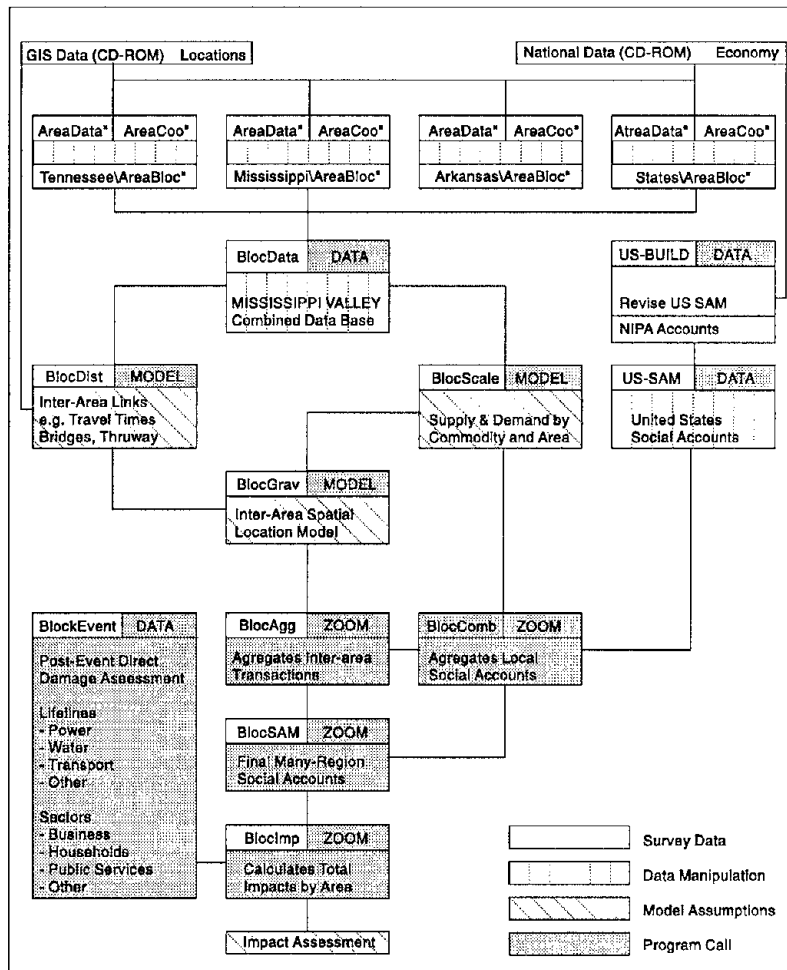 GIS Data (CD-ROM) Locations
National Data (CD-ROM) Economy
AreaData* AreaCoo*
Tennessee\AreaBloc*
AreaData* AreaCoo*
Mississippi\AreaBloc*
AreaData* AreaCoo*
Arkansas\AreaBloc*
AtreaData* AreaCoo*
States\AreaBloc*
BlocData DATA
MISSISSIPPI VALLEY
Combined Data Base
US-BUILD DATA
Revise US SAM
NIPA Accounts
BlocDist MODEL
Inter-Area Links
e.g. Travel Times
Bridges, Thruway
BlocScale MODEL
Supply & Demand by
Commodity and Area
US-SAM DATA
United States
Social Accounts
BlocGrav MODEL
Inter-Area Spatial
Location Model
BlockEvent DATA
Post-Event Direct
Damage Assessment
Lifelines
- Power
- Water
- Transport
- Other
Sectors
- Business
- Households
- Public Services
- Other
BlocAgg ZOOM
Agregates Inter-area
Transactions
BlocComb ZOOM
Agregates Local
Social Accounts
BlocSAM ZOOM
Final Many-Region
Social Accounts
BlocImp ZOOM
Calculates Total
Impacts by Area
Impact Assessment
Survey Data
Data Manipulation
Model Assumptions
Program Call